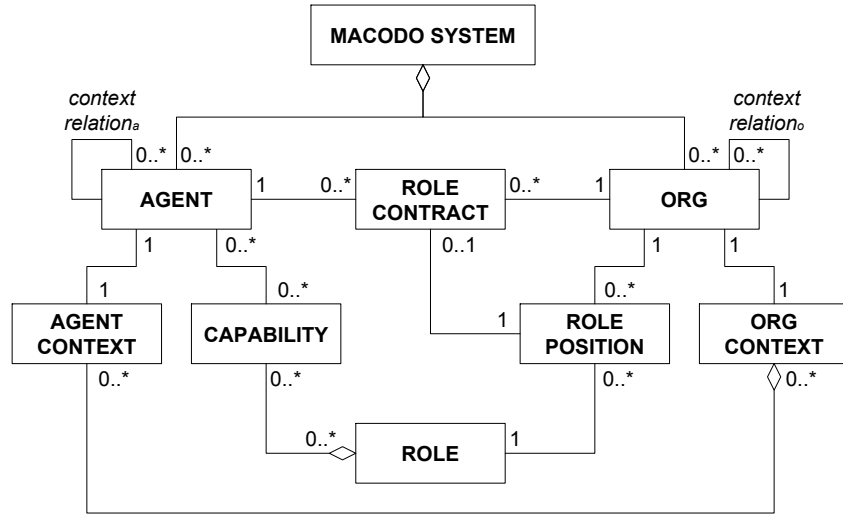 MACODO SYSTEM
context
relationₐ
context
relationₒ
0..*
0..*
0..*
0..*
AGENT
1
0..*
ROLE
CONTRACT
0..*
1
ORG
1
0..*
0..1
1
1
1
0..*
0..*
1
AGENT
CONTEXT
CAPABILITY
1
ROLE
POSITION
ORG
CONTEXT
0..*
0..*
0..*
0..*
0..*
ROLE
1